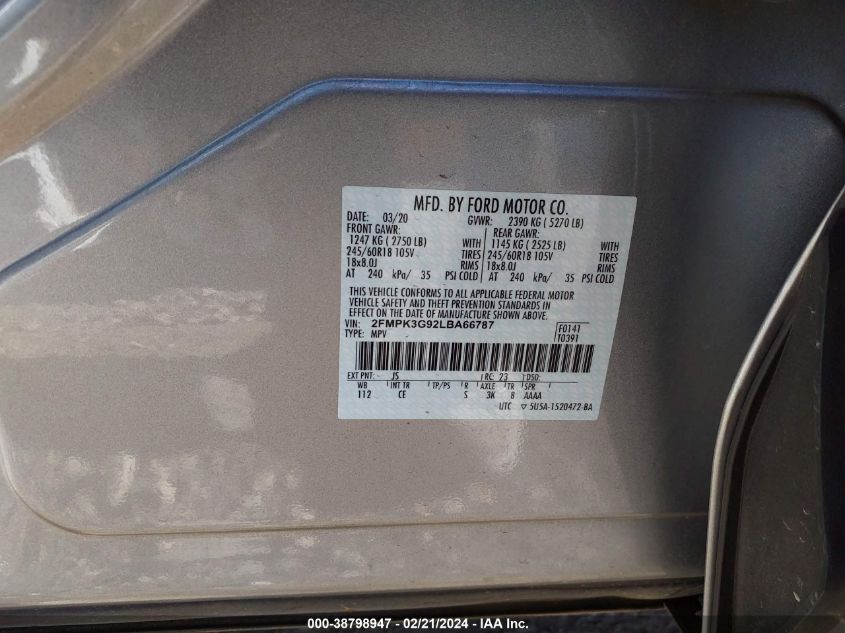 MFD. BY FORD MOTOR CO.
DATE: 03/20 GVWR: 2390 KG ( 5270 LB)
FRONT GAWR: REAR GAWR:
1247 KG ( 2750 LB) WITH 1145 KG ( 2525 LB) WITH
245/60R18 105V TIRES 245/60R18 105V TIRES
18x8.0J RIMS 18x8.0J RIMS
AT 240 kPa/ 35 PSI COLD AT 240 kPa/ 35 PSI COLD
THIS VEHICLE CONFORMS TO ALL APPLICABLE FEDERAL MOTOR
VEHICLE SAFETY AND THEFT PREVENTION STANDARDS IN
EFFECT ON THE DATE OF MANUFACTURE SHOWN ABOVE.
VIN: 2FMPK3G92LBA66787 F0141
TYPE: MPV T0391
EXT PNT: JS RC: 23 DSO:
WB INT TR TP/PS R AXLE TR SPR
112 CE S 3K 8 AAAA
UTC ▽ 5U5A-1520472-BA
000-38798947 / 02/21/2024 - IAA Inc.